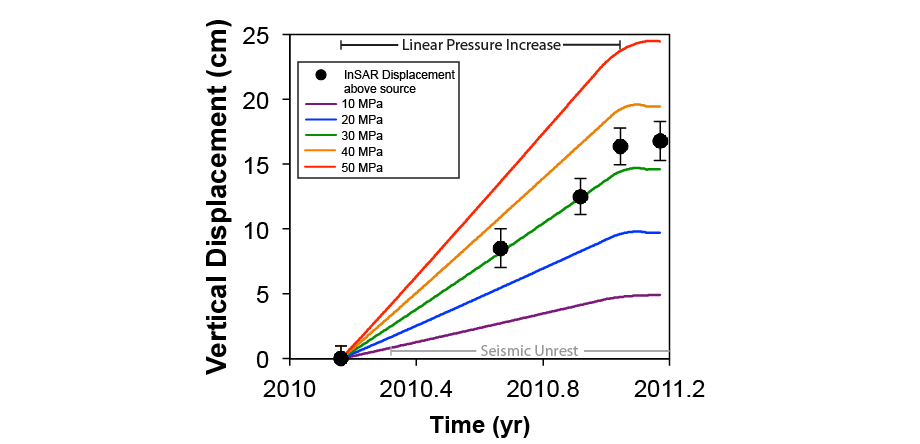 25
20
15
10
5
0
Vertical Displacement (cm)
Linear Pressure Increase
InSAR Displacement
above source
10 MPa
20 MPa
30 MPa
40 MPa
50 MPa
Seismic Unrest
2010
2010.4
2010.8
2011.2
Time (yr)